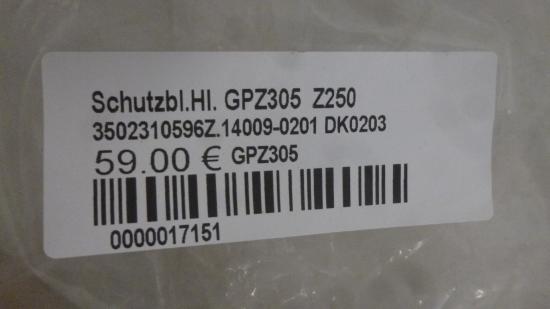 Schutzbl.Hl. GPZ305 Z250
3502310596Z.14009-0201 DK0203
59.00 € GPZ305
0000017151